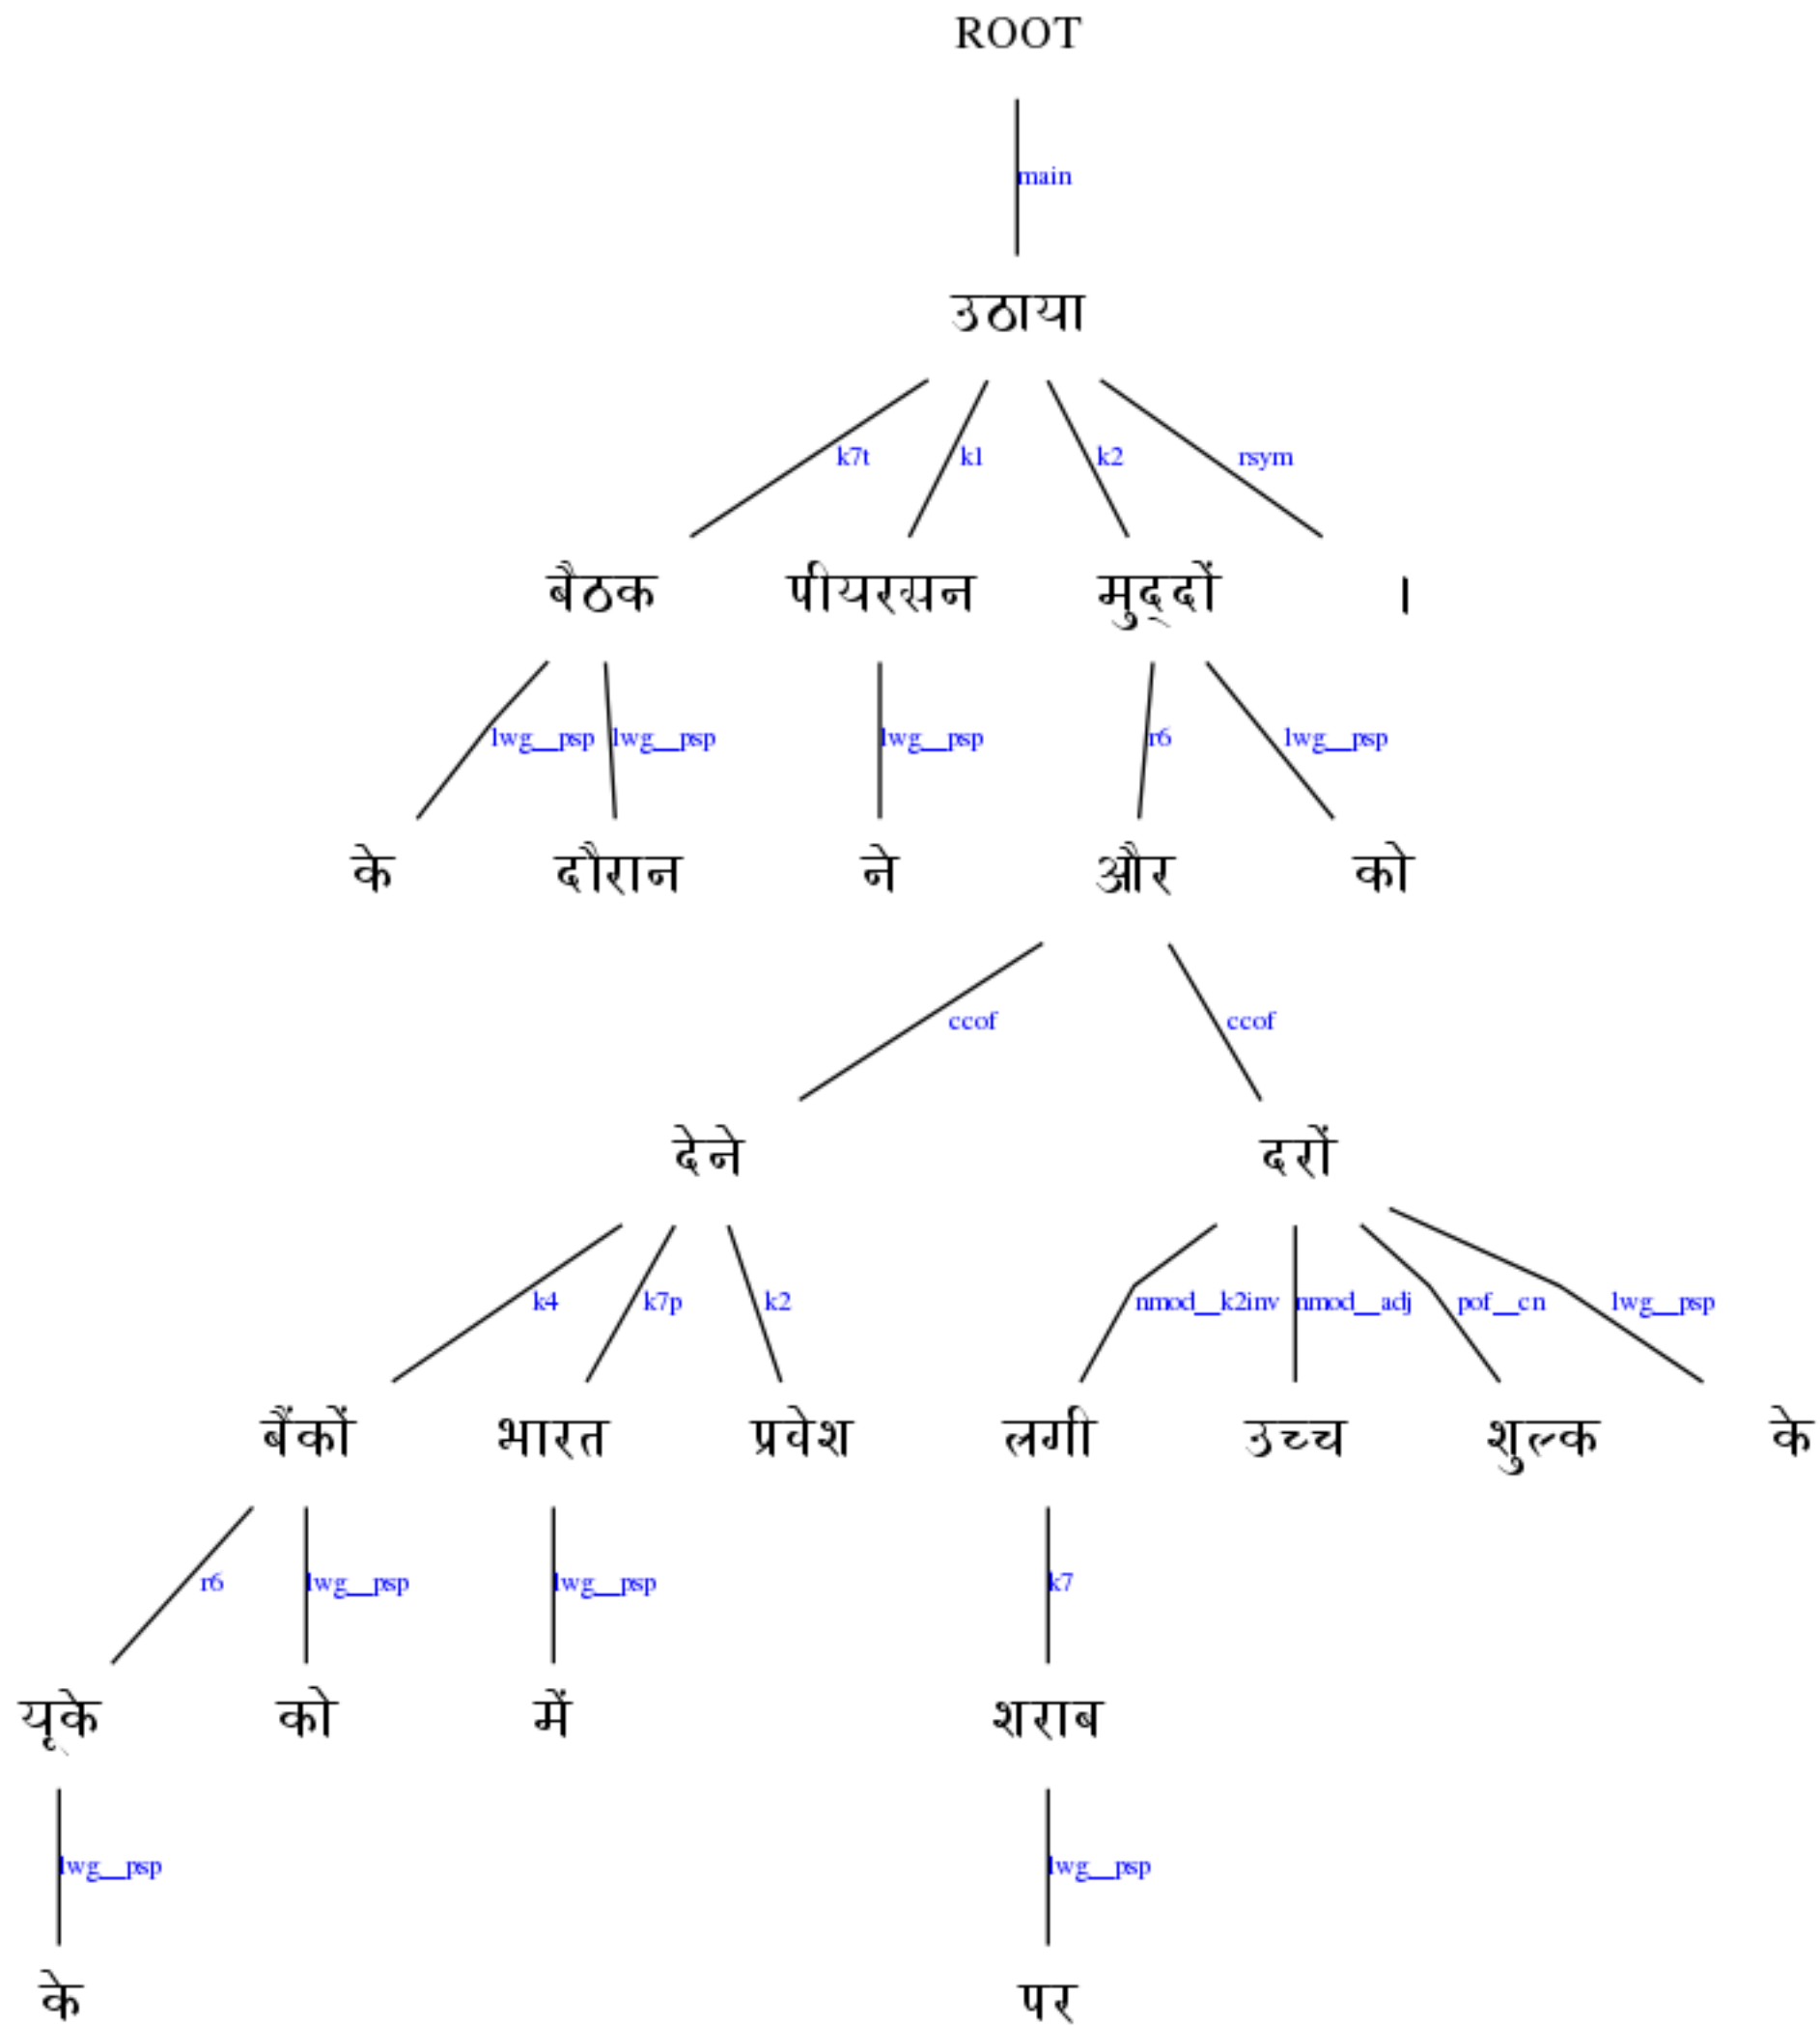 ROOT
main
उठाया
k7t k1 k2 rsym
बैठक पीयरसन मुद्दों ।
lwg__psp lwg__psp lwg__psp r6 lwg__psp
के दौरान ने और को
ccof ccof
देने दरों
k4 k7p k2 nmod__k2inv nmod__adj pof__cn lwg__psp
बैंकों भारत प्रवेश लगी उच्च शुल्क के
r6 lwg__psp lwg__psp k7
यूके को में शराब
lwg__psp lwg__psp
के पर